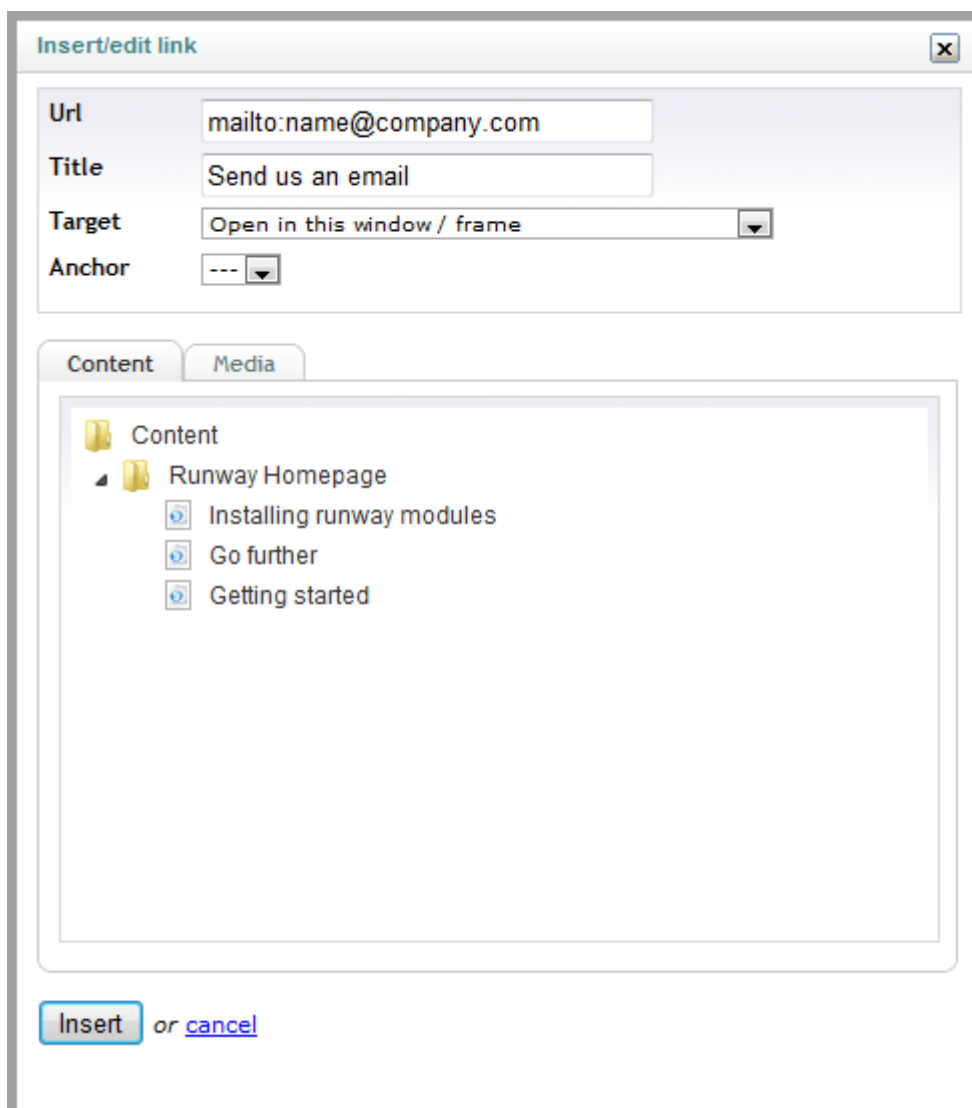 Insert/edit link
Url mailto:name@company.com
Title Send us an email
Target Open in this window / frame
Anchor ---
Content Media
Content
Runway Homepage
Installing runway modules
Go further
Getting started
Insert or cancel